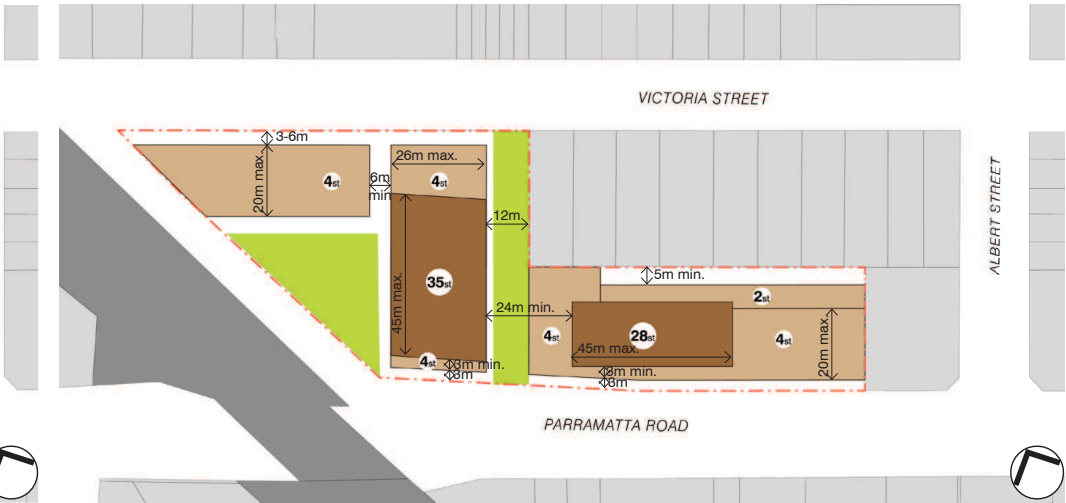 VICTORIA STREET
3-6m
26m max.
4st
6m
min
4st
20m max.
12m
ALBERT STREET
5m min.
35st
2st
45m max.
24m min.
4st
28st
4st
45m max.
20m max.
4st
3m min.
3m
3m min.
3m
PARRAMATTA ROAD